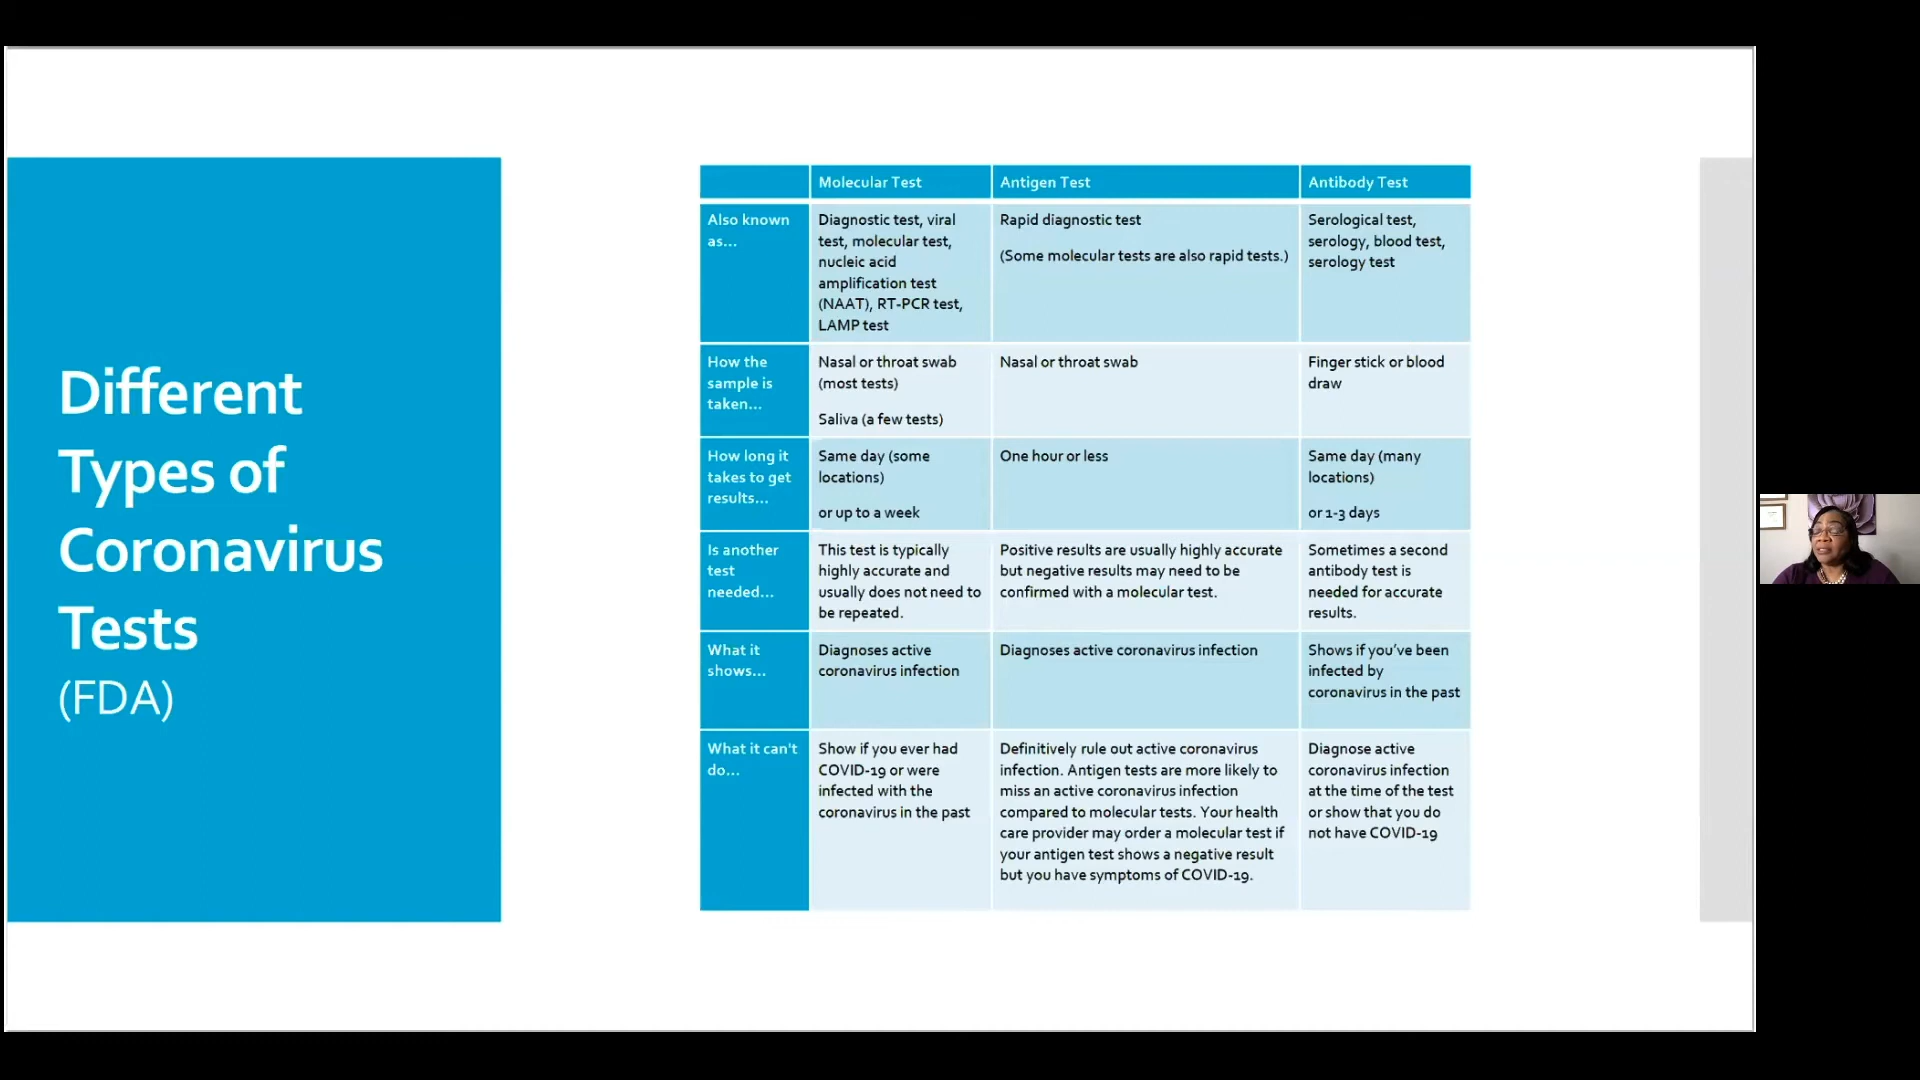 Different
Types of
Coronavirus
Tests
(FDA)
Molecular Test
Antigen Test
Antibody Test
Also known
as...
Diagnostic test, viral
test, molecular test,
nucleic acid
amplification test
(NAAT), RT-PCR test,
LAMP test
Rapid diagnostic test
(Some molecular tests are also rapid tests.)
Serological test,
serology, blood test,
serology test
How the
sample is
taken...
Nasal or throat swab
(most tests)
Saliva (a few tests)
Nasal or throat swab
Finger stick or blood
draw
How long it
takes to get
results...
Same day (some
locations)
or up to a week
One hour or less
Same day (many
locations)
or 1-3 days
Is another
test
needed...
This test is typically
highly accurate and
usually does not need to
be repeated.
Positive results are usually highly accurate
but negative results may need to be
confirmed with a molecular test.
Sometimes a second
antibody test is
needed for accurate
results.
What it
shows...
Diagnoses active
coronavirus infection
Diagnoses active coronavirus infection
Shows if you’ve been
infected by
coronavirus in the past
What it can't
do...
Show if you ever had
COVID-19 or were
infected with the
coronavirus in the past
Definitively rule out active coronavirus
infection. Antigen tests are more likely to
miss an active coronavirus infection
compared to molecular tests. Your health
care provider may order a molecular test if
your antigen test shows a negative result
but you have symptoms of COVID-19.
Diagnose active
coronavirus infection
at the time of the test
or show that you do
not have COVID-19